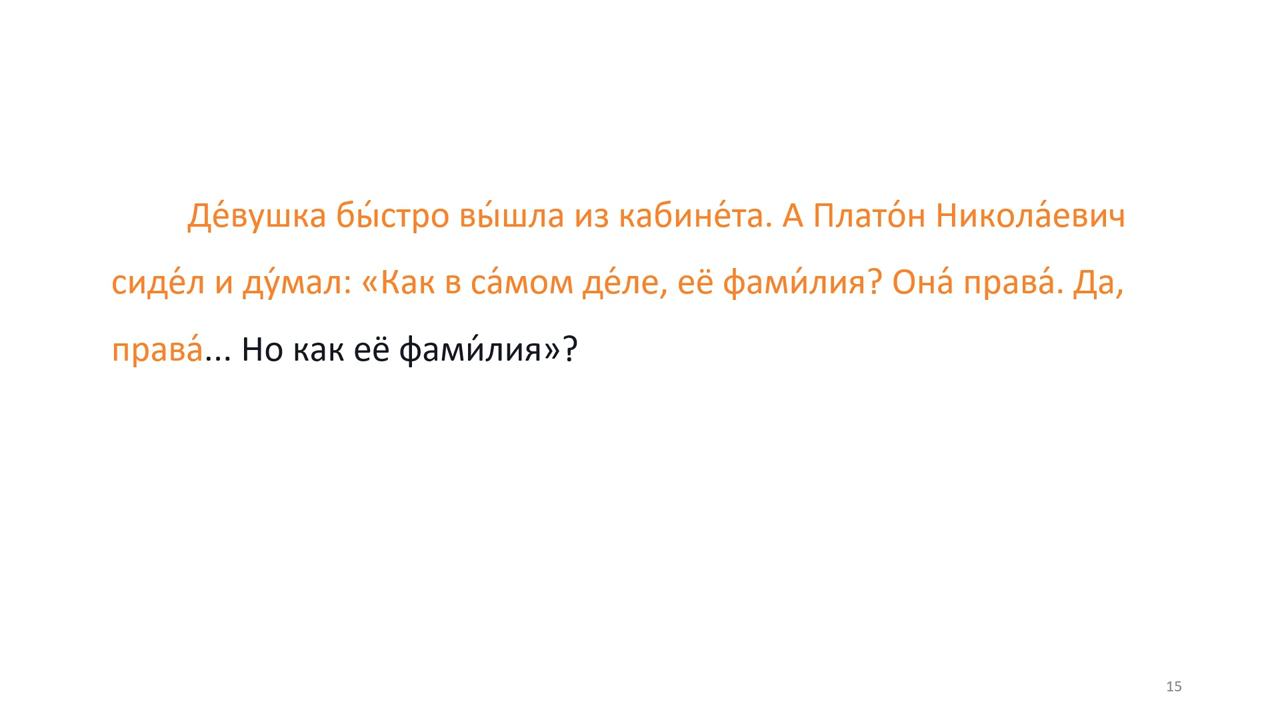 Де́вушка бы́стро вы́шла из кабине́та. А Плато́н Никола́евич
сиде́л и ду́мал: «Как в са́мом де́ле, её фами́лия? Она́ права́. Да,
права́... Но как её фами́лия»?
15